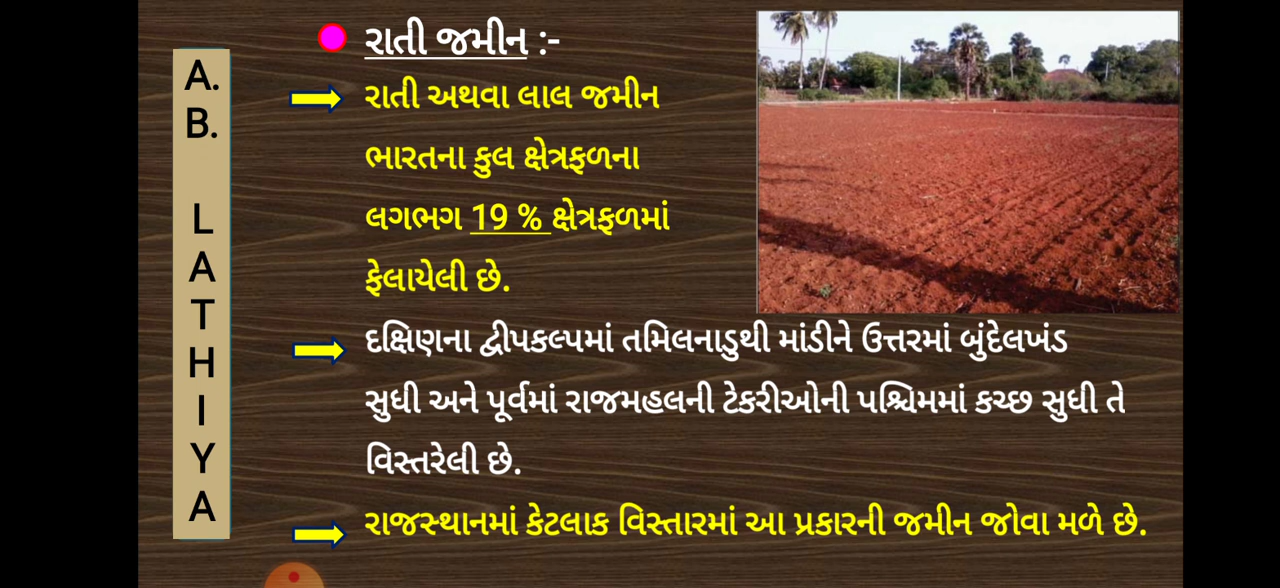 A.
B.
L
A
T
H
I
Y
A
રાતી જમીન :-
રાતી અથવા લાલ જમીન
ભારતના કુલ ક્ષેત્રફળના
લગભગ 19 % ક્ષેત્રફળમાં
ફેલાયેલી છે.
દક્ષિણના દ્વીપકલ્પમાં તમિલનાડુથી માંડીને ઉત્તરમાં બુંદેલખંડ
સુધી અને પૂર્વમાં રાજમહલની ટેકરીઓની પશ્ચિમમાં કચ્છ સુધી તે
વિસ્તરેલી છે.
રાજસ્થાનમાં કેટલાક વિસ્તારમાં આ પ્રકારની જમીન જોવા મળે છે.